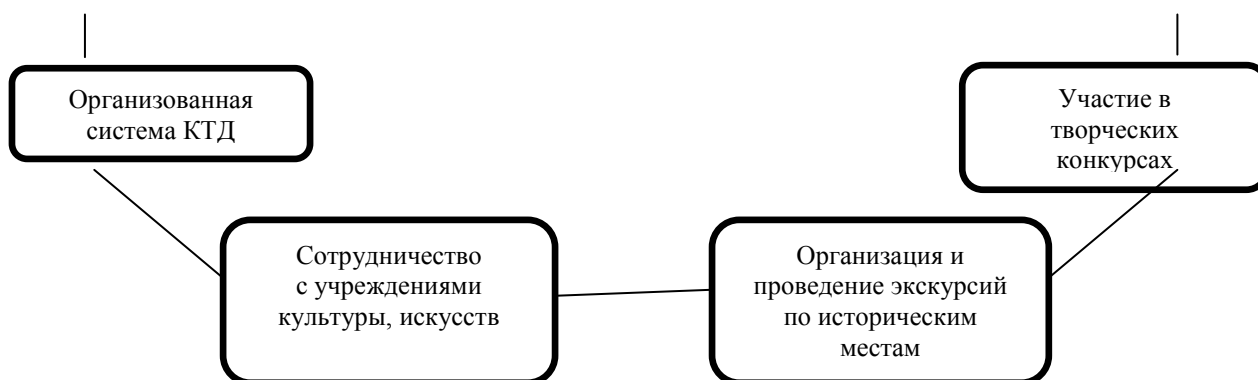 Организованная
система КТД
Участие в
творческих
конкурсах
Сотрудничество
с учреждениями
культуры, искусств
Организация и
проведение экскурсий
по историческим
местам